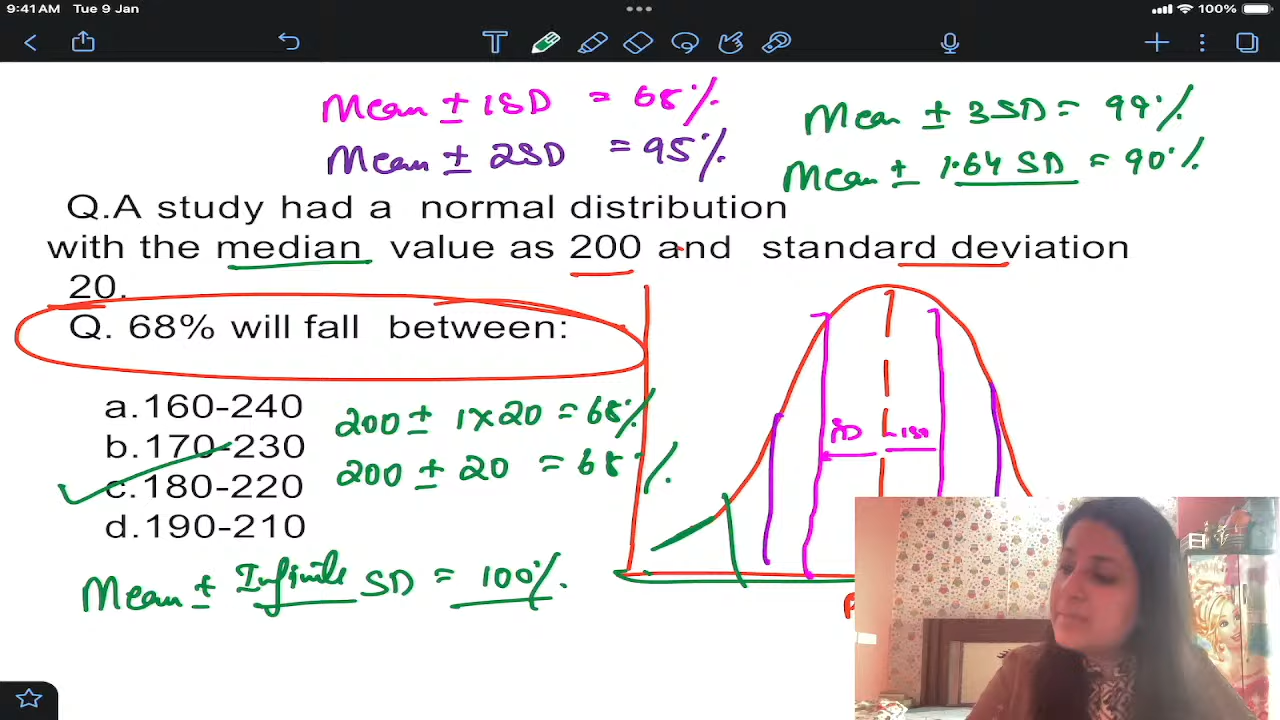 9:41 AM Tue 9 Jan
100%
Mean ± 1SD = 68%
Mean ± 2SD = 95%
Mean ± 3SD = 99%
Mean ± 1.64 SD = 90%
Q.A study had a normal distribution
with the median value as 200 and standard deviation
20.
Q. 68% will fall between:
a.160-240
b.170-230
c.180-220
d.190-210
200 ± 1x20 = 68%
200 ± 20 = 68%
Mean ± Infinite SD = 100%
1SD